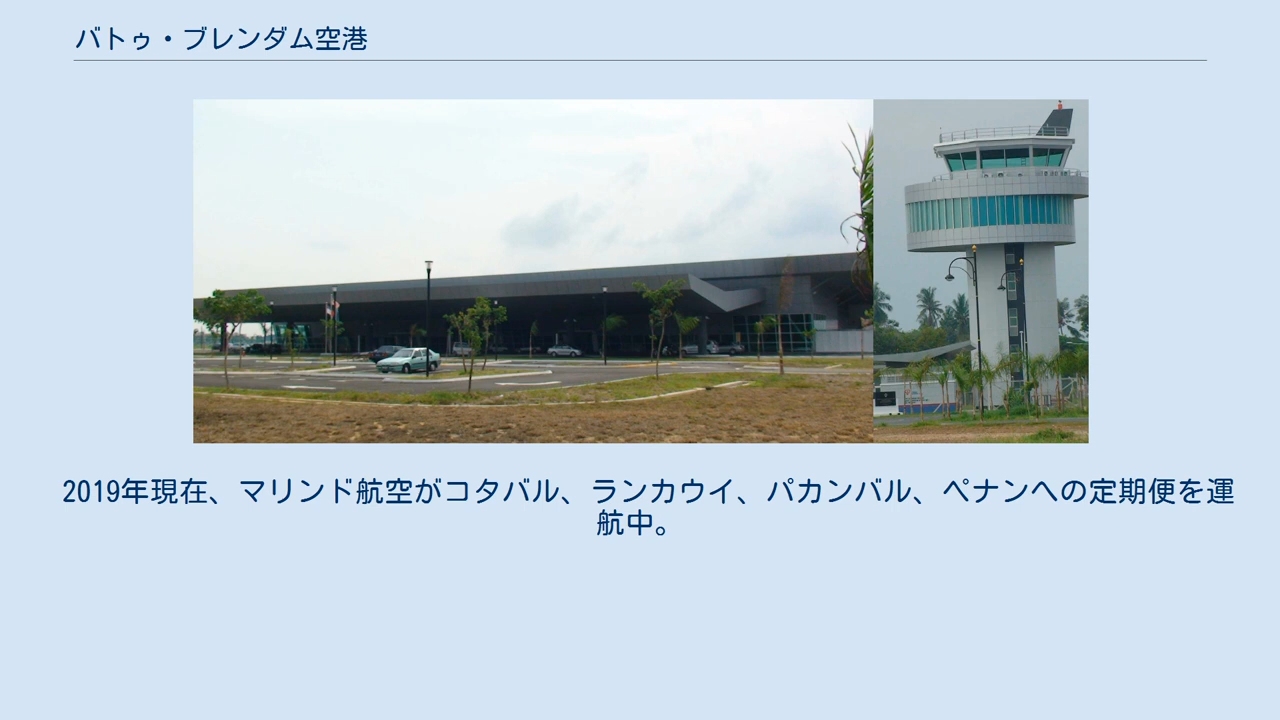 バトゥ・ブレンダム空港
2019年現在、マリンド航空がコタバル、ランカウイ、パカンバル、ペナンへの定期便を運
航中。